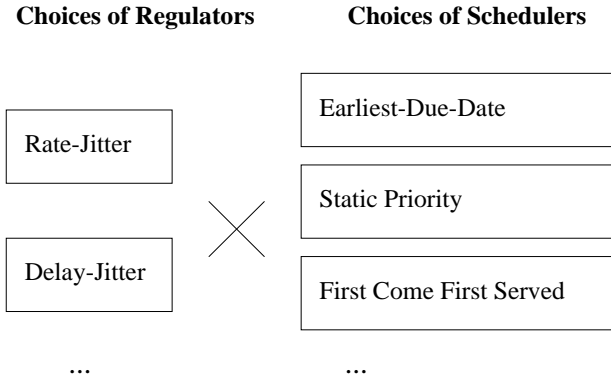 Choices of Regulators
Choices of Schedulers
Earliest-Due-Date
Rate-Jitter
Static Priority
Delay-Jitter
First Come First Served
...
...